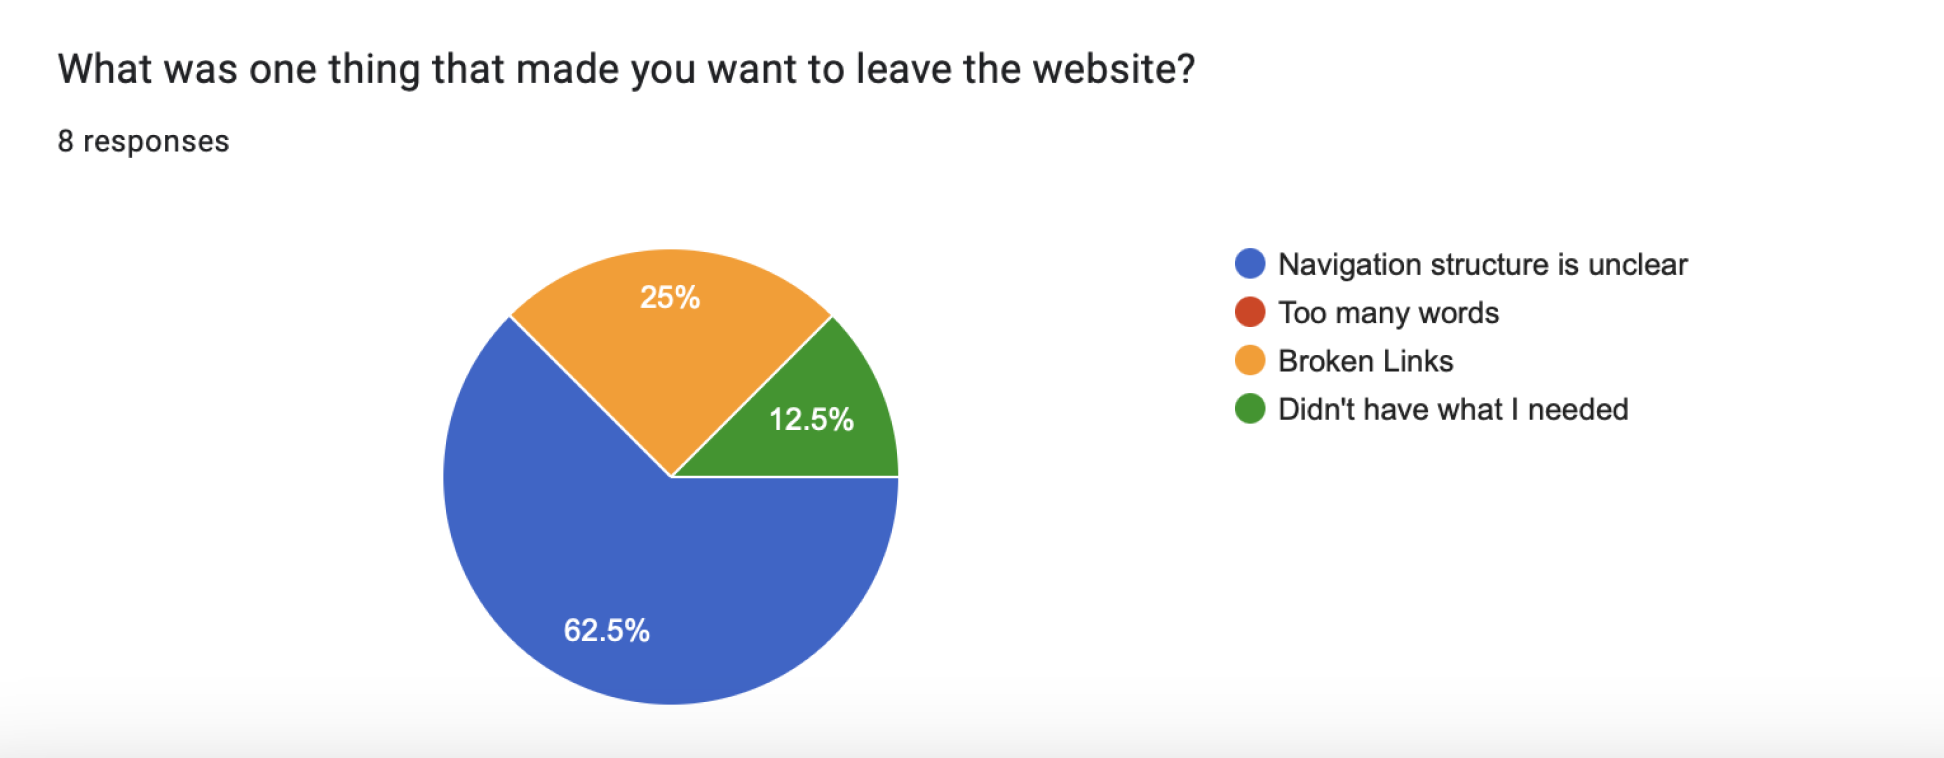 What was one thing that made you want to leave the website?
8 responses
25%
12.5%
62.5%
Navigation structure is unclear
Too many words
Broken Links
Didn't have what I needed